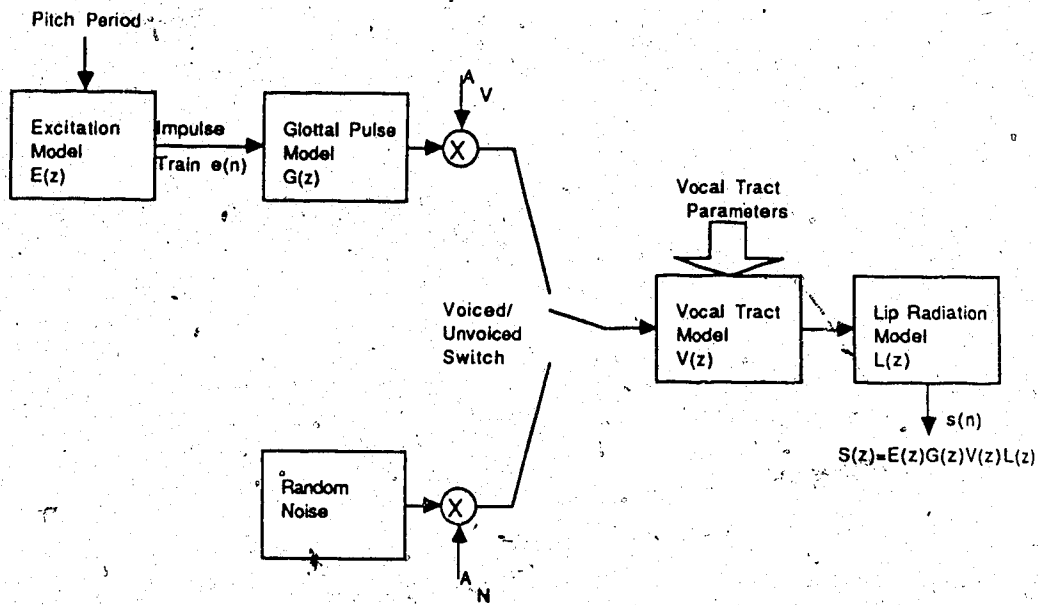 Pitch Period
Excitation
Model
E(z)
Impulse
Train e(n)
Glottal Pulse
Model
G(z)
A
V
X
Vocal Tract
Parameters
Voiced/
Unvoiced
Switch
Vocal Tract
Model
V(z)
Lip Radiation
Model
L(z)
s(n)
S(z)=E(z)G(z)V(z)L(z)
Random
Noise
X
A
N